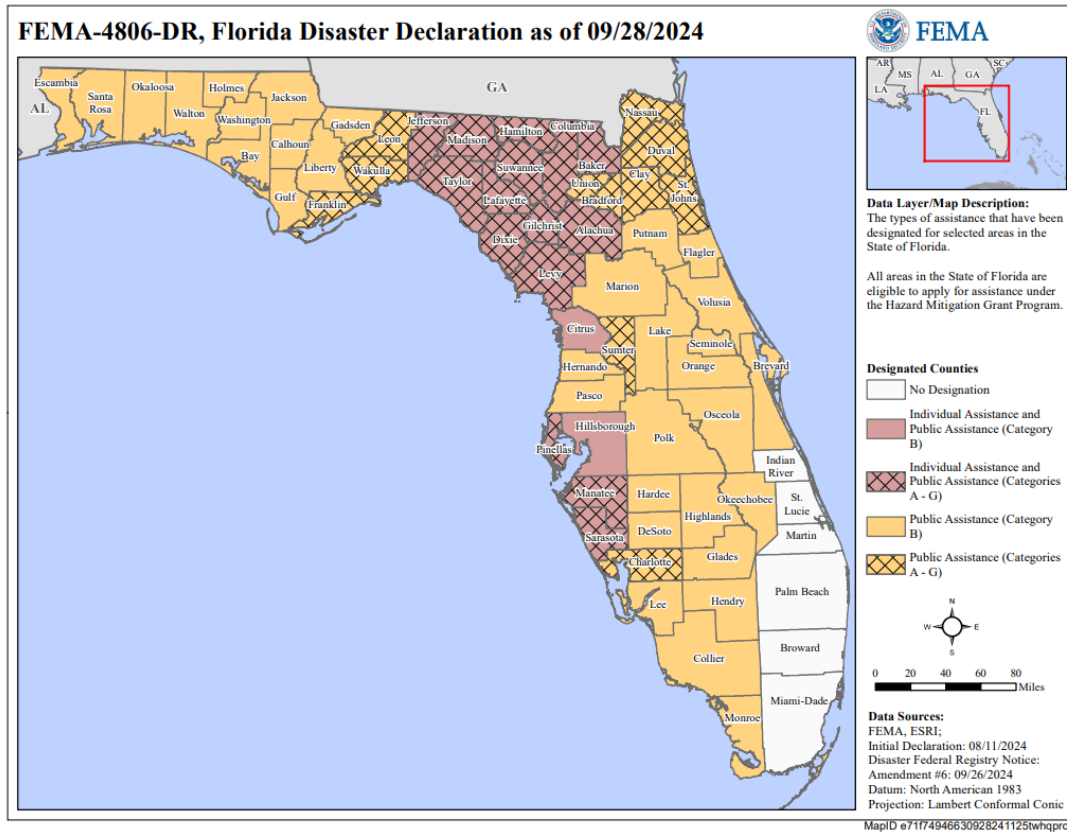 FEMA-4806-DR, Florida Disaster Declaration as of 09/28/2024
FEMA
AL
GA
Escambia
Santa
Rosa
Okaloosa
Walton
Holmes
Washington
Jackson
Bay
Calhoun
Gulf
Liberty
Gadsden
Franklin
Leon
Wakulla
Jefferson
Madison
Taylor
Hamilton
Suwannee
Lafayette
Columbia
Dixie
Gilchrist
Levy
Baker
Union
Bradford
Alachua
Nassau
Duval
Clay
St.
Johns
Putnam
Flagler
Marion
Volusia
Citrus
Sumter
Lake
Seminole
Orange
Brevard
Hernando
Pasco
Osceola
Hillsborough
Pinellas
Polk
Indian
River
Manatee
Hardee
Okeechobee
St.
Lucie
Highlands
Sarasota
DeSoto
Martin
Charlotte
Glades
Lee
Hendry
Palm Beach
Collier
Broward
Monroe
Miami-Dade
AR
MS
AL
GA
SC
LA
FL
Data Layer/Map Description:
The types of assistance that have been
designated for selected areas in the
State of Florida.
All areas in the State of Florida are
eligible to apply for assistance under
the Hazard Mitigation Grant Program.
Designated Counties
No Designation
Individual Assistance and
Public Assistance (Category
B)
Individual Assistance and
Public Assistance (Categories
A - G)
Public Assistance (Category
B)
Public Assistance (Categories
A - G)
N
W
E
S
0 20 40 60 80
Miles
Data Sources:
FEMA, ESRI;
Initial Declaration: 08/11/2024
Disaster Federal Registry Notice:
Amendment #6: 09/26/2024
Datum: North American 1983
Projection: Lambert Conformal Conic
MapID e71f74946630928241125twhqpro